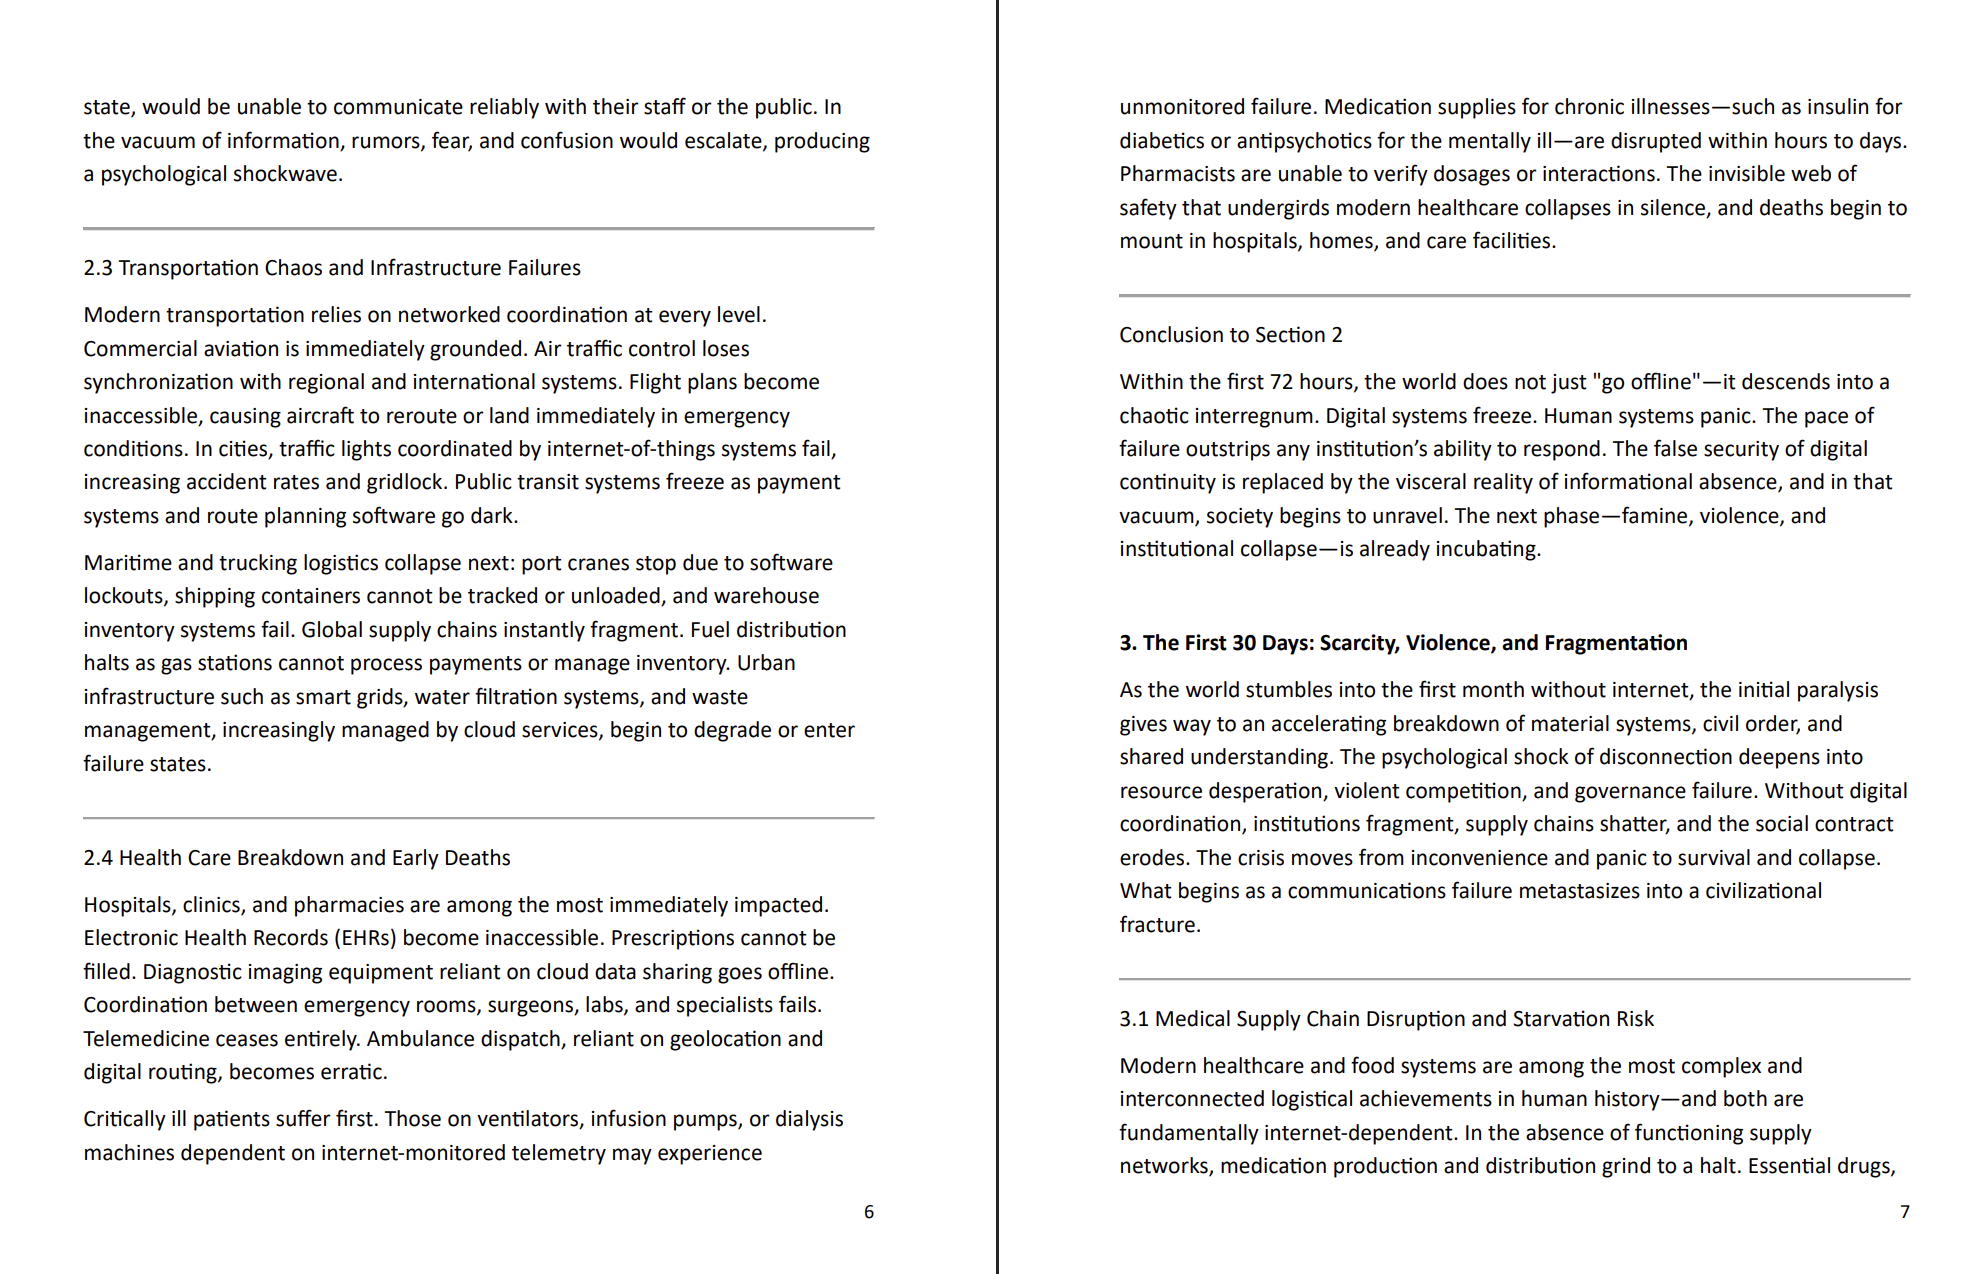 state, would be unable to communicate reliably with their staff or the public. In
the vacuum of information, rumors, fear, and confusion would escalate, producing
a psychological shockwave.
2.3 Transportation Chaos and Infrastructure Failures
Modern transportation relies on networked coordination at every level.
Commercial aviation is immediately grounded. Air traffic control loses
synchronization with regional and international systems. Flight plans become
inaccessible, causing aircraft to reroute or land immediately in emergency
conditions. In cities, traffic lights coordinated by internet-of-things systems fail,
increasing accident rates and gridlock. Public transit systems freeze as payment
systems and route planning software go dark.
Maritime and trucking logistics collapse next: port cranes stop due to software
lockouts, shipping containers cannot be tracked or unloaded, and warehouse
inventory systems fail. Global supply chains instantly fragment. Fuel distribution
halts as gas stations cannot process payments or manage inventory. Urban
infrastructure such as smart grids, water filtration systems, and waste
management, increasingly managed by cloud services, begin to degrade or enter
failure states.
2.4 Health Care Breakdown and Early Deaths
Hospitals, clinics, and pharmacies are among the most immediately impacted.
Electronic Health Records (EHRs) become inaccessible. Prescriptions cannot be
filled. Diagnostic imaging equipment reliant on cloud data sharing goes offline.
Coordination between emergency rooms, surgeons, labs, and specialists fails.
Telemedicine ceases entirely. Ambulance dispatch, reliant on geolocation and
digital routing, becomes erratic.
Critically ill patients suffer first. Those on ventilators, infusion pumps, or dialysis
machines dependent on internet-monitored telemetry may experience
6
unmonitored failure. Medication supplies for chronic illnesses—such as insulin for
diabetics or antipsychotics for the mentally ill—are disrupted within hours to days.
Pharmacists are unable to verify dosages or interactions. The invisible web of
safety that undergirds modern healthcare collapses in silence, and deaths begin to
mount in hospitals, homes, and care facilities.
Conclusion to Section 2
Within the first 72 hours, the world does not just "go offline"—it descends into a
chaotic interregnum. Digital systems freeze. Human systems panic. The pace of
failure outstrips any institution’s ability to respond. The false security of digital
continuity is replaced by the visceral reality of informational absence, and in that
vacuum, society begins to unravel. The next phase—famine, violence, and
institutional collapse—is already incubating.
3. The First 30 Days: Scarcity, Violence, and Fragmentation
As the world stumbles into the first month without internet, the initial paralysis
gives way to an accelerating breakdown of material systems, civil order, and
shared understanding. The psychological shock of disconnection deepens into
resource desperation, violent competition, and governance failure. Without digital
coordination, institutions fragment, supply chains shatter, and the social contract
erodes. The crisis moves from inconvenience and panic to survival and collapse.
What begins as a communications failure metastasizes into a civilizational
fracture.
3.1 Medical Supply Chain Disruption and Starvation Risk
Modern healthcare and food systems are among the most complex and
interconnected logistical achievements in human history—and both are
fundamentally internet-dependent. In the absence of functioning supply
networks, medication production and distribution grind to a halt. Essential drugs,
7